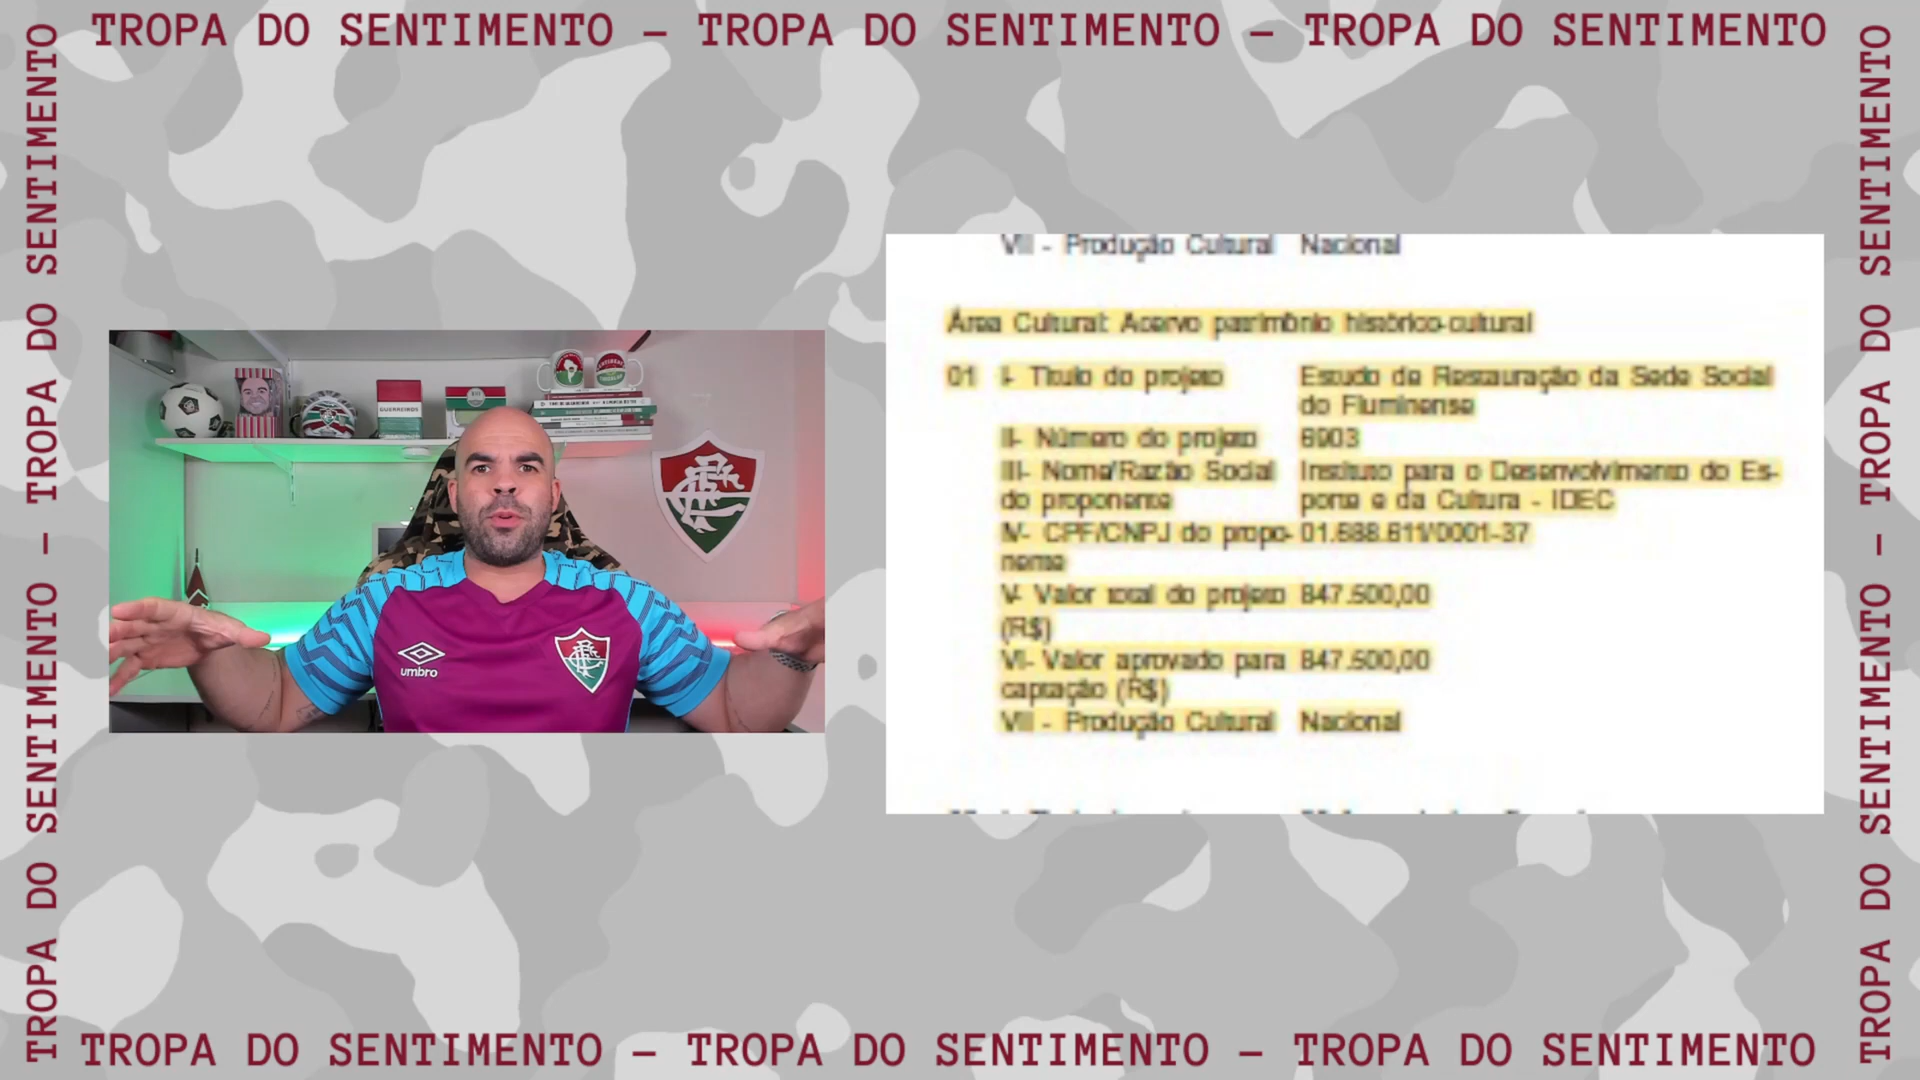 TROPA DO SENTIMENTO – TROPA DO SENTIMENTO – TROPA DO SENTIMENTO
TROPA DO SENTIMENTO – TROPA DO SENTIMENTO
TROPA DO SENTIMENTO – TROPA DO SENTIMENTO
VII - Produção Cultural Nacional
Área Cultural: Acervo patrimônio histórico-cultural
01 I- Título do projeto Estudo de Restauração da Sede Social
do Fluminense
II- Número do projeto 6903
III- Nome/Razão Social Instituto para o Desenvolvimento do Es-
do proponente porte e da Cultura - IDEC
IV- CPF/CNPJ do propo- 01.688.611/0001-37
nente
V- Valor total do projeto 847.500,00
(R$)
VI- Valor aprovado para 847.500,00
captação (R$)
VII - Produção Cultural Nacional
GUERREIROS
umbro
TROPA DO SENTIMENTO – TROPA DO SENTIMENTO – TROPA DO SENTIMENTO